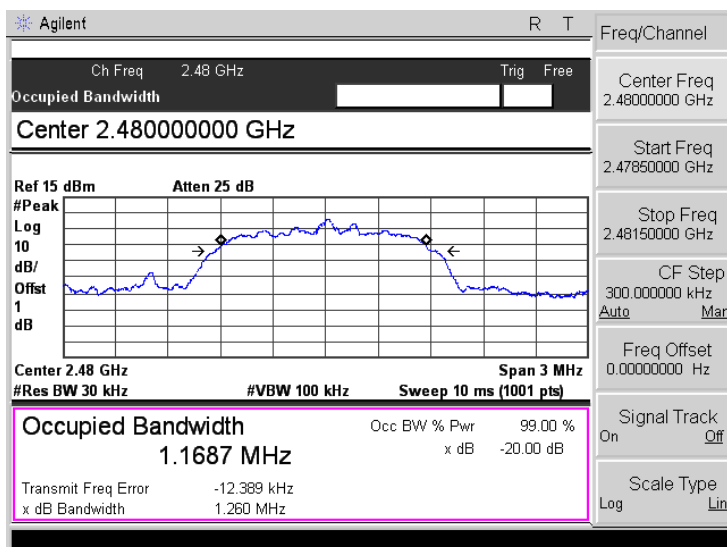 Agilent R T
Freq/Channel
Ch Freq 2.48 GHz Trig Free
Occupied Bandwidth
Center 2.480000000 GHz
Ref 15 dBm Atten 25 dB
#Peak
Log
10
dB/
Offst
1
dB
Center 2.48 GHz Span 3 MHz
#Res BW 30 kHz #VBW 100 kHz Sweep 10 ms (1001 pts)
Occupied Bandwidth Occ BW % Pwr 99.00 %
1.1687 MHz x dB -20.00 dB
Transmit Freq Error -12.389 kHz
x dB Bandwidth 1.260 MHz
Center Freq
2.48000000 GHz
Start Freq
2.47850000 GHz
Stop Freq
2.48150000 GHz
CF Step
300.000000 kHz
Auto Man
Freq Offset
0.00000000 Hz
Signal Track
On Off
Scale Type
Log Lin